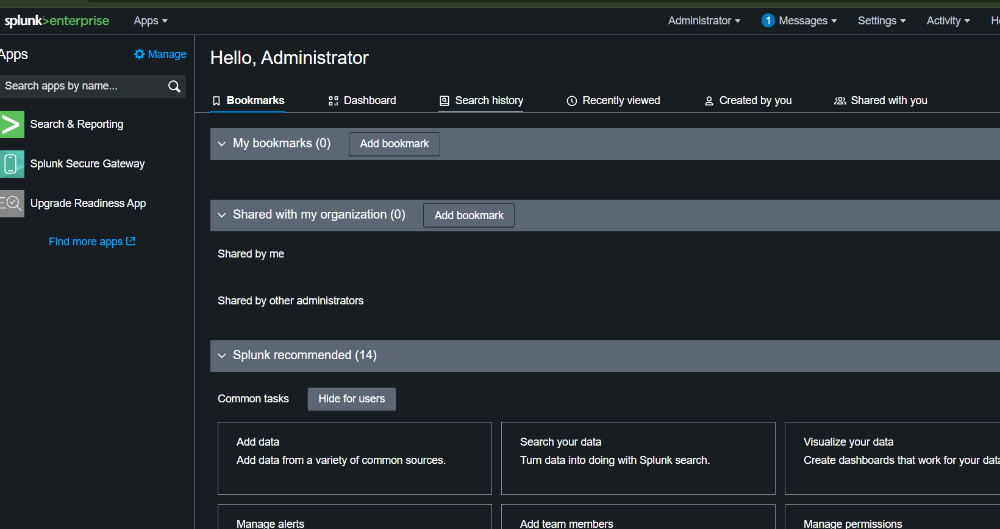 splunk>enterprise Apps Administrator 1 Messages Settings Activity
Apps Manage
Search apps by name...
Search & Reporting
Splunk Secure Gateway
Upgrade Readiness App
Find more apps
Hello, Administrator
Bookmarks Dashboard Search history Recently viewed Created by you Shared with you
My bookmarks (0) Add bookmark
Shared with my organization (0) Add bookmark
Shared by me
Shared by other administrators
Splunk recommended (14)
Common tasks Hide for users
Add data
Add data from a variety of common sources.
Search your data
Turn data into doing with Splunk search.
Visualize your data
Create dashboards that work for your data
Manage alerts
Add team members
Manage permissions